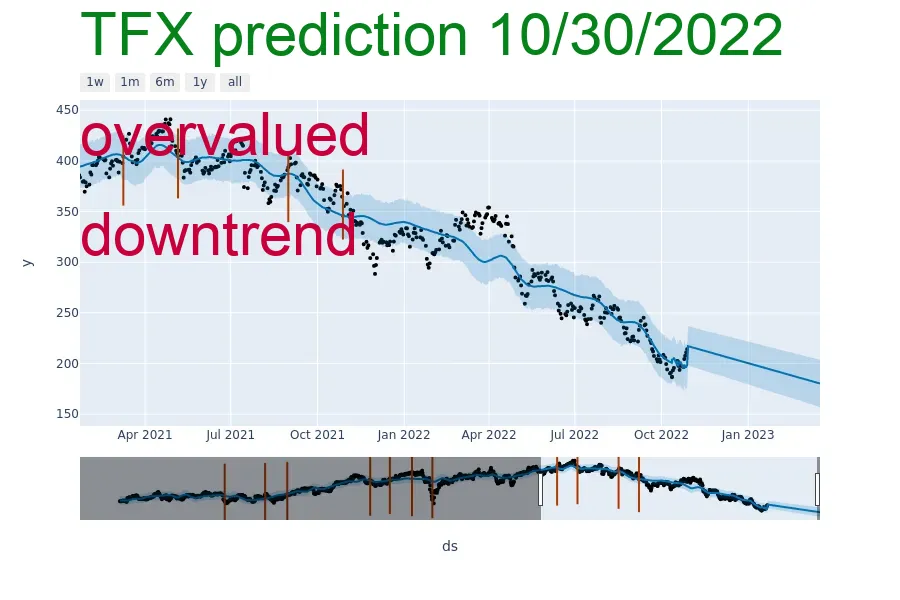 TFX prediction 10/30/2022
1w 1m 6m 1y all
overvalued
downtrend
450
400
350
300
250
200
150
y
Apr 2021 Jul 2021 Oct 2021 Jan 2022 Apr 2022 Jul 2022 Oct 2022 Jan 2023
ds